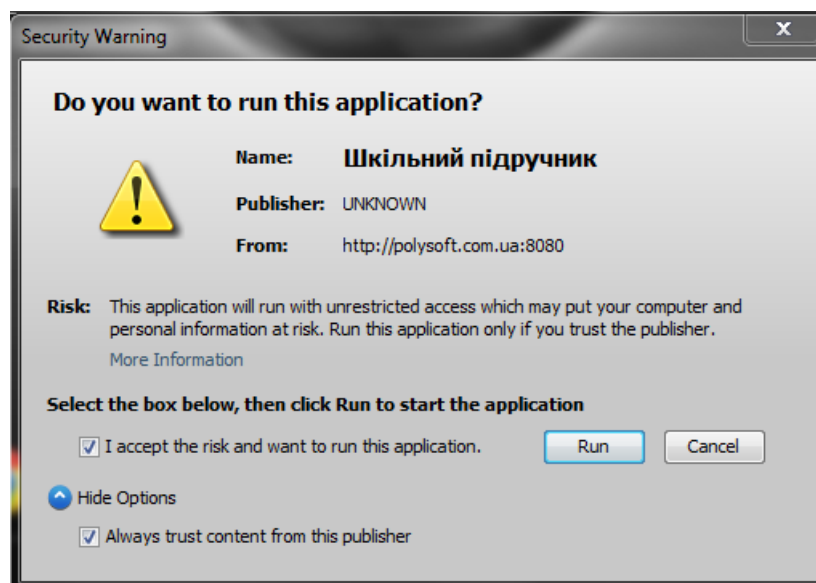 Security Warning
x
Do you want to run this application?
Name: Шкільний підручник
Publisher: UNKNOWN
From: http://polysoft.com.ua:8080
Risk: This application will run with unrestricted access which may put your computer and
personal information at risk. Run this application only if you trust the publisher.
More Information
Select the box below, then click Run to start the application
I accept the risk and want to run this application. Run Cancel
Hide Options
Always trust content from this publisher